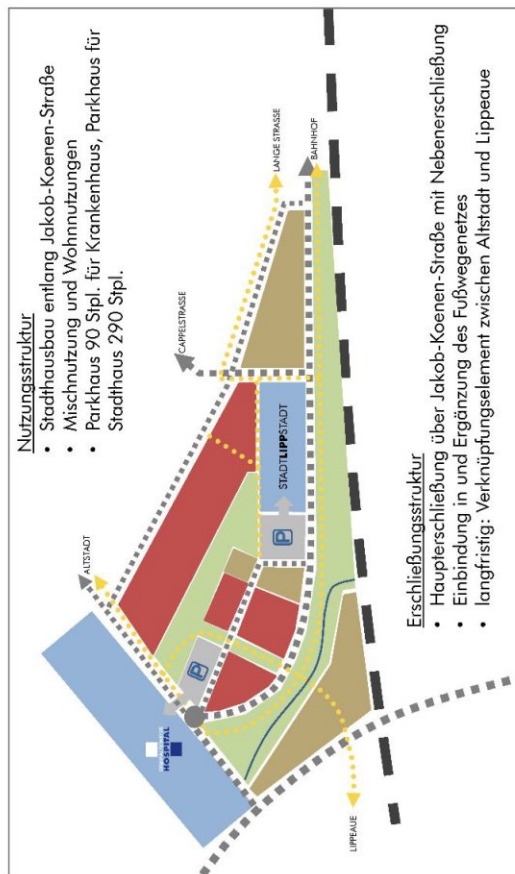 Nutzungsstruktur
• Stadthausbau entlang Jakob-Koenen-Straße
• Mischnutzung und Wohnnutzungen
• Parkhaus 90 Stpl. für Krankenhaus, Parkhaus für
Stadthaus 290 Stpl.
ALTSTADT
CAPPELSTRASSE
LANGE STRASSE
BAHNHOF
HOSPITAL
P
P
STADTLIPPSTADT
LIPPEAUE
Erschließungsstruktur
• Haupterschließung über Jakob-Koenen-Straße mit Nebenerschließung
• Einbindung in und Ergänzung des Fußwegenetzes
• langfristig: Verknüpfungselement zwischen Altstadt und Lippeaue